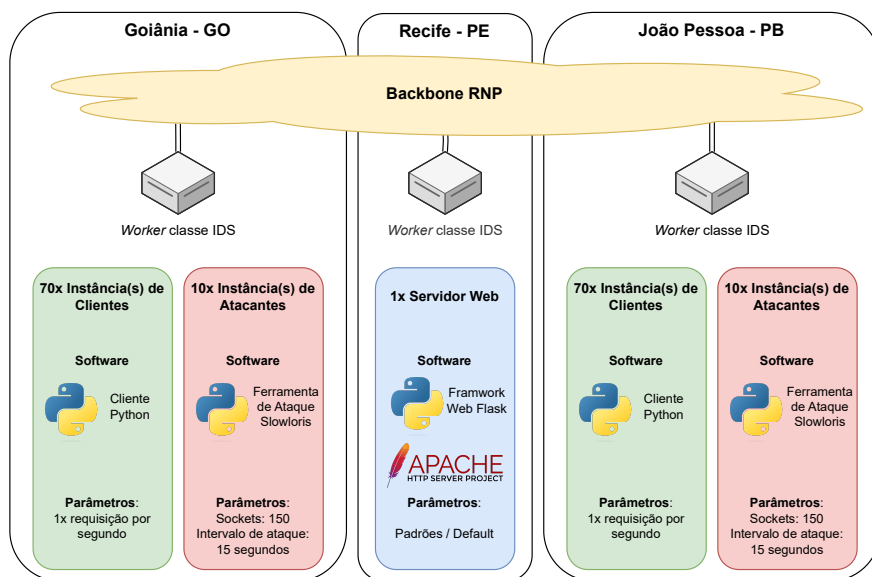 Goiânia - GO
Recife - PE
João Pessoa - PB
Backbone RNP
Worker classe IDS
Worker classe IDS
Worker classe IDS
70x Instância(s) de
Clientes
Software
Cliente
Python
Parâmetros:
1x requisição por
segundo
10x Instância(s) de
Atacantes
Software
Ferramenta
de Ataque
Slowloris
Parâmetros:
Sockets: 150
Intervalo de ataque:
15 segundos
1x Servidor Web
Software
Framwork
Web Flask
APACHE
HTTP SERVER PROJECT
Parâmetros:
Padrões / Default
70x Instância(s) de
Clientes
Software
Cliente
Python
Parâmetros:
1x requisição por
segundo
10x Instância(s) de
Atacantes
Software
Ferramenta
de Ataque
Slowloris
Parâmetros:
Sockets: 150
Intervalo de ataque:
15 segundos